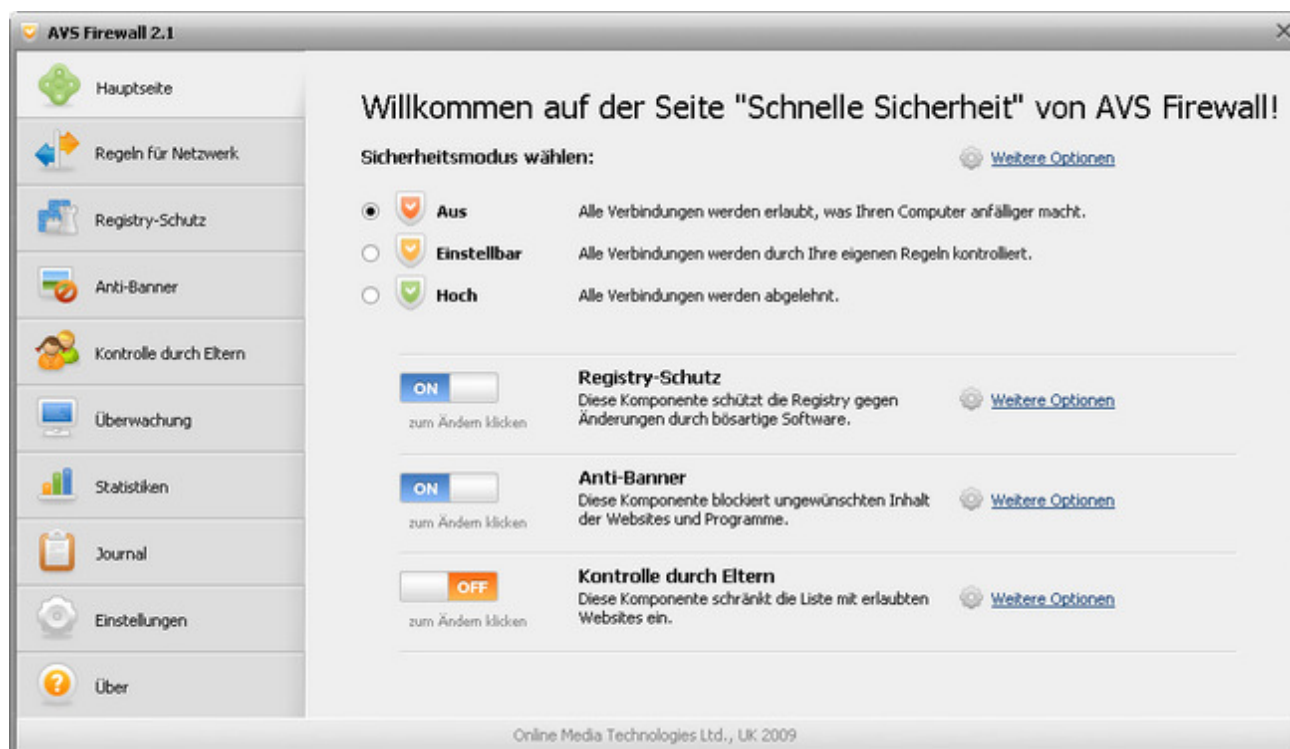 AVS Firewall 2.1
Hauptseite
Regeln für Netzwerk
Registry-Schutz
Anti-Banner
Kontrolle durch Eltern
Überwachung
Statistiken
Journal
Einstellungen
Über
Willkommen auf der Seite "Schnelle Sicherheit" von AVS Firewall!
Sicherheitsmodus wählen:
Weitere Optionen
Aus
Alle Verbindungen werden erlaubt, was Ihren Computer anfälliger macht.
Einstellbar
Alle Verbindungen werden durch Ihre eigenen Regeln kontrolliert.
Hoch
Alle Verbindungen werden abgelehnt.
ON
zum Ändern klicken
Registry-Schutz
Diese Komponente schützt die Registry gegen
Änderungen durch bösartige Software.
Weitere Optionen
ON
zum Ändern klicken
Anti-Banner
Diese Komponente blockiert ungewünschten Inhalt
der Websites und Programme.
Weitere Optionen
OFF
zum Ändern klicken
Kontrolle durch Eltern
Diese Komponente schränkt die Liste mit erlaubten
Websites ein.
Weitere Optionen
Online Media Technologies Ltd., UK 2009